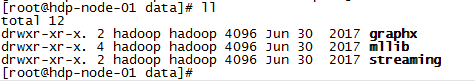 [root@hdp-node-01 data]# ll
total 12
drwxr-xr-x. 2 hadoop hadoop 4096 Jun 30  2017 graphx
drwxr-xr-x. 4 hadoop hadoop 4096 Jun 30  2017 mllib
drwxr-xr-x. 2 hadoop hadoop 4096 Jun 30  2017 streaming
[root@hdp-node-01 data]#